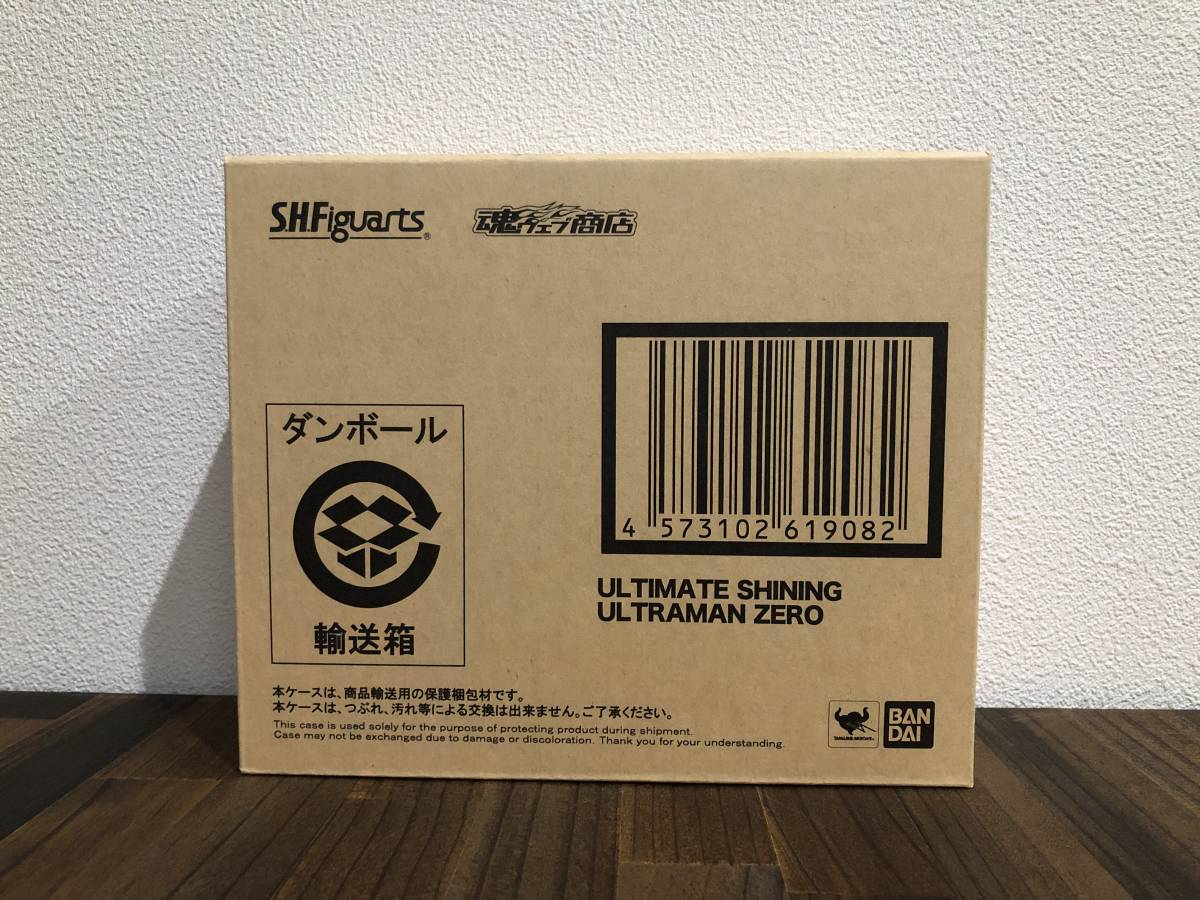 S.H.Figuarts®
魂ウェブ商店
ダンボール
輸送箱
4 573102 619082
ULTIMATE SHINING
ULTRAMAN ZERO
本ケースは、商品輸送用の保護梱包材です。
本ケースは、つぶれ、汚れ等による交換は出来ません。ご了承ください。
This case is used solely for the purpose of protecting product during shipment.
Case may not be exchanged due to damage or discoloration. Thank you for your understanding.
TAMASHII NATIONS
BAN
DAI